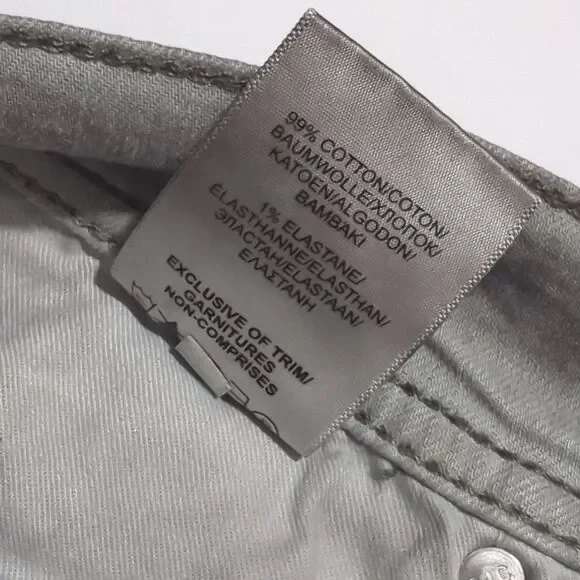 99% COTTON/COTON/
BAUMWOLLE/ХЛОПОК/
KATOEN/ALGODON/
BAMBAKI
1% ELASTANE/
ÉLASTHANNE/ELASTHAN/
ЭЛАСТАН/ELASTAAN/
ΕΛΑΣΤΑΝΗ
EXCLUSIVE OF TRIM/
GARNITURES
NON-COMPRISES